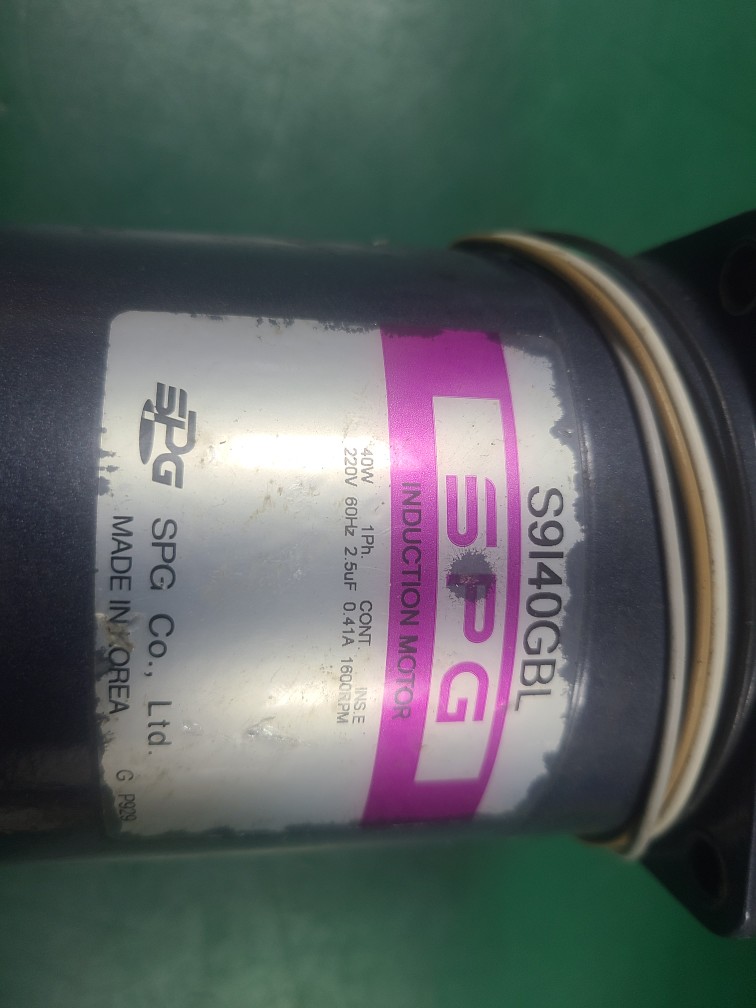 S9I40GBL
SPG
INDUCTION MOTOR
40W 1Ph CONT. INS.E
220V 60Hz 2.5uF 0.41A 1600RPM
SPG SPG Co., Ltd.
MADE IN KOREA G P929